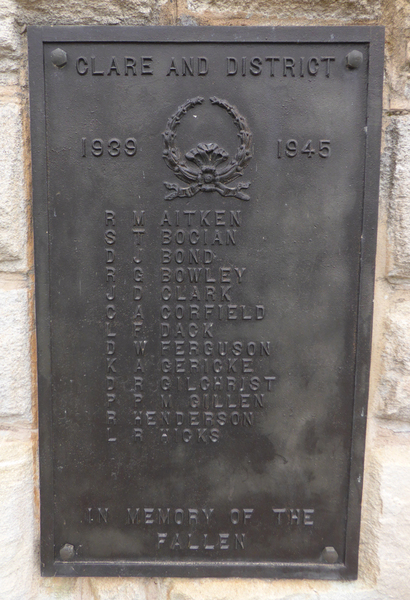 CLARE AND DISTRICT
1939 1945
R M AITKEN
S T BOCIAN
D J BOND
R G BOWLEY
J D CLARK
C A CORFIELD
L F DACK
D W FERGUSON
K A GERICKE
D R GILCHRIST
P P M GILLEN
R HENDERSON
L R HICKS
IN MEMORY OF THE
FALLEN